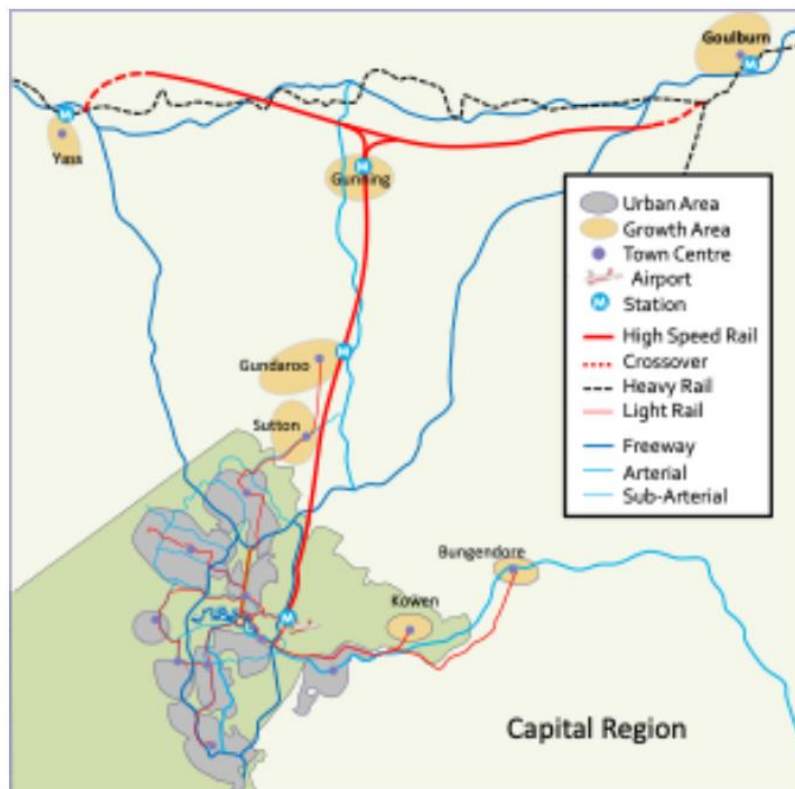 Goulburn
M
M
Yass
M
Gunning
Urban Area
Growth Area
Town Centre
Airport
M
Station
High Speed Rail
Crossover
Heavy Rail
Light Rail
Freeway
Arterial
Sub-Arterial
M
Gundaroo
Sutton
Bungendore
Kowen
M
Capital Region